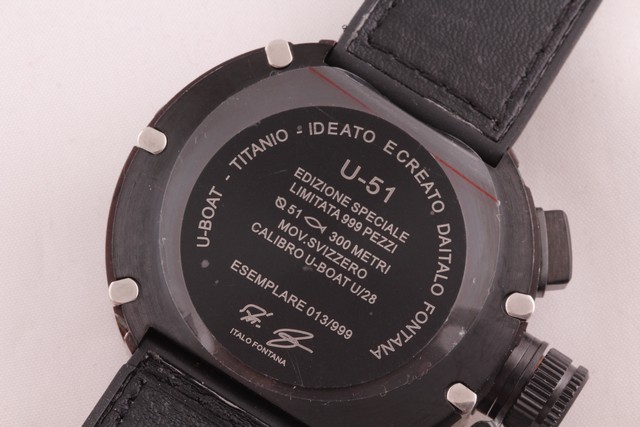 U-BOAT - TITANIO - IDEATO E CREATO DA ITALO FONTANA
U-51
EDIZIONE SPECIALE
LIMITATA 999 PEZZI
Ø 51 300 METRI
MOV.SVIZZERO
CALIBRO U-BOAT U/28
ESEMPLARE 013/999
ITALO FONTANA